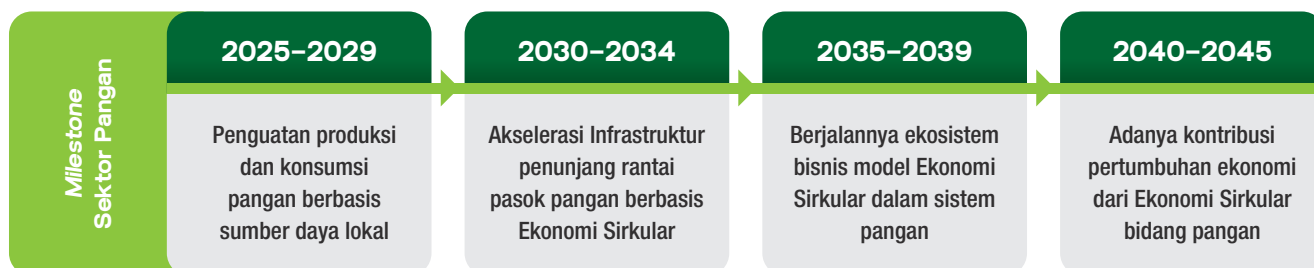 Milestone
Sektor Pangan
2025–2029
Penguatan produksi
dan konsumsi
pangan berbasis
sumber daya lokal
2030–2034
Akselerasi Infrastruktur
penunjang rantai
pasok pangan berbasis
Ekonomi Sirkular
2035–2039
Berjalannya ekosistem
bisnis model Ekonomi
Sirkular dalam sistem
pangan
2040–2045
Adanya kontribusi
pertumbuhan ekonomi
dari Ekonomi Sirkular
bidang pangan